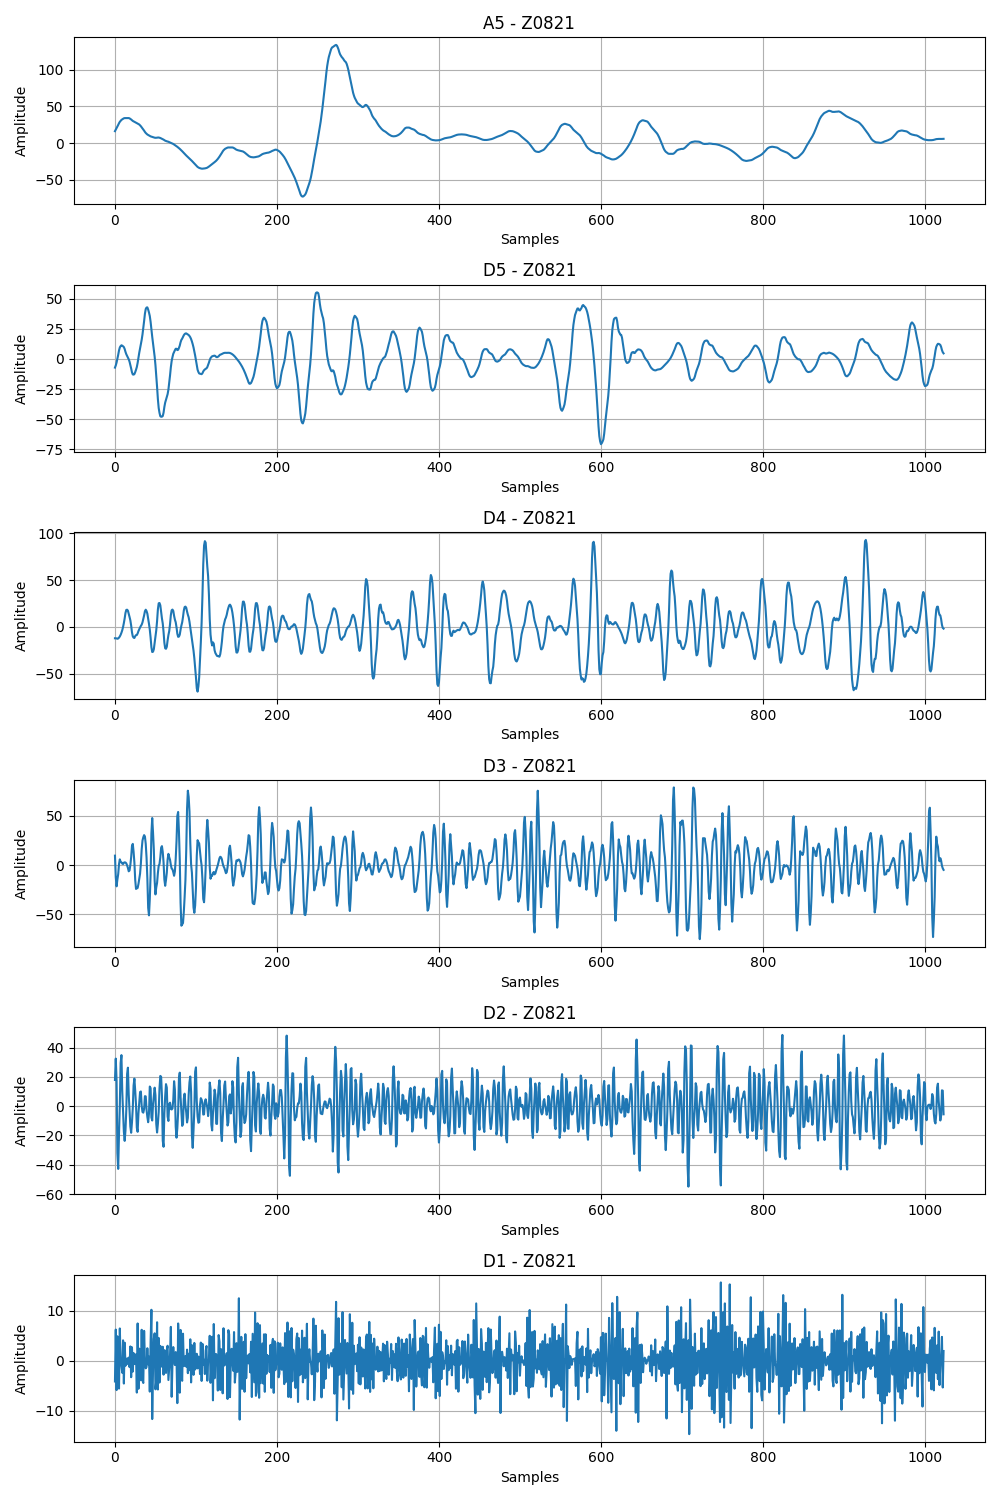 A5 - Z0821
100
50
0
−50
Amplitude
0 200 400 600 800 1000
Samples
D5 - Z0821
50
25
0
−25
−50
−75
Amplitude
0 200 400 600 800 1000
Samples
D4 - Z0821
100
50
0
−50
Amplitude
0 200 400 600 800 1000
Samples
D3 - Z0821
50
0
−50
Amplitude
0 200 400 600 800 1000
Samples
D2 - Z0821
40
20
0
−20
−40
−60
Amplitude
0 200 400 600 800 1000
Samples
D1 - Z0821
10
0
−10
Amplitude
0 200 400 600 800 1000
Samples